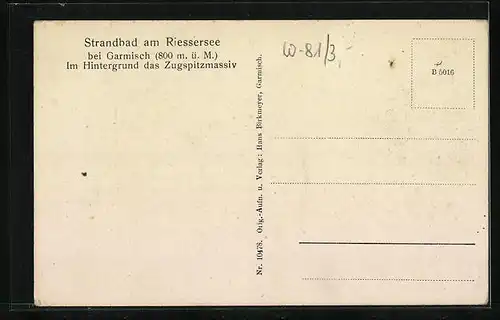 Strandbad am Riessersee
bei Garmisch (800 m. ü. M.)
Im Hintergrund das Zugspitzmassiv
Nr. 10478. Orig.-Aufn. u. Verlag: Hans Birkmeyer, Garmisch.
W-81/3,-
B 5016